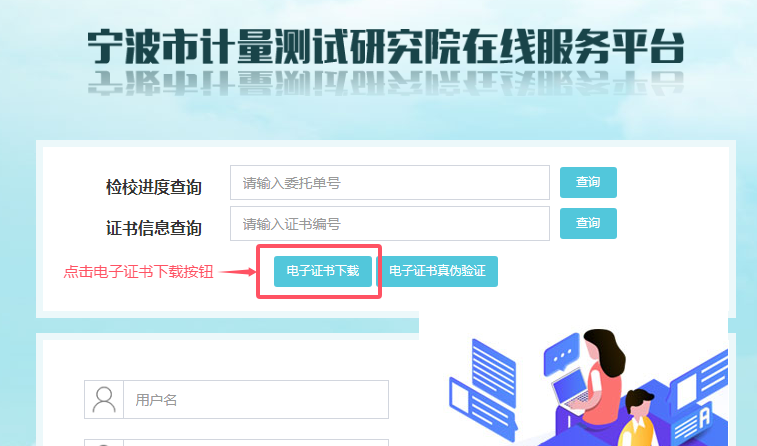 宁波市计量测试研究院在线服务平台
检校进度查询 请输入委托单号 查询
证书信息查询 请输入证书编号 查询
点击电子证书下载按钮 电子证书下载 电子证书真伪验证
用户名
A